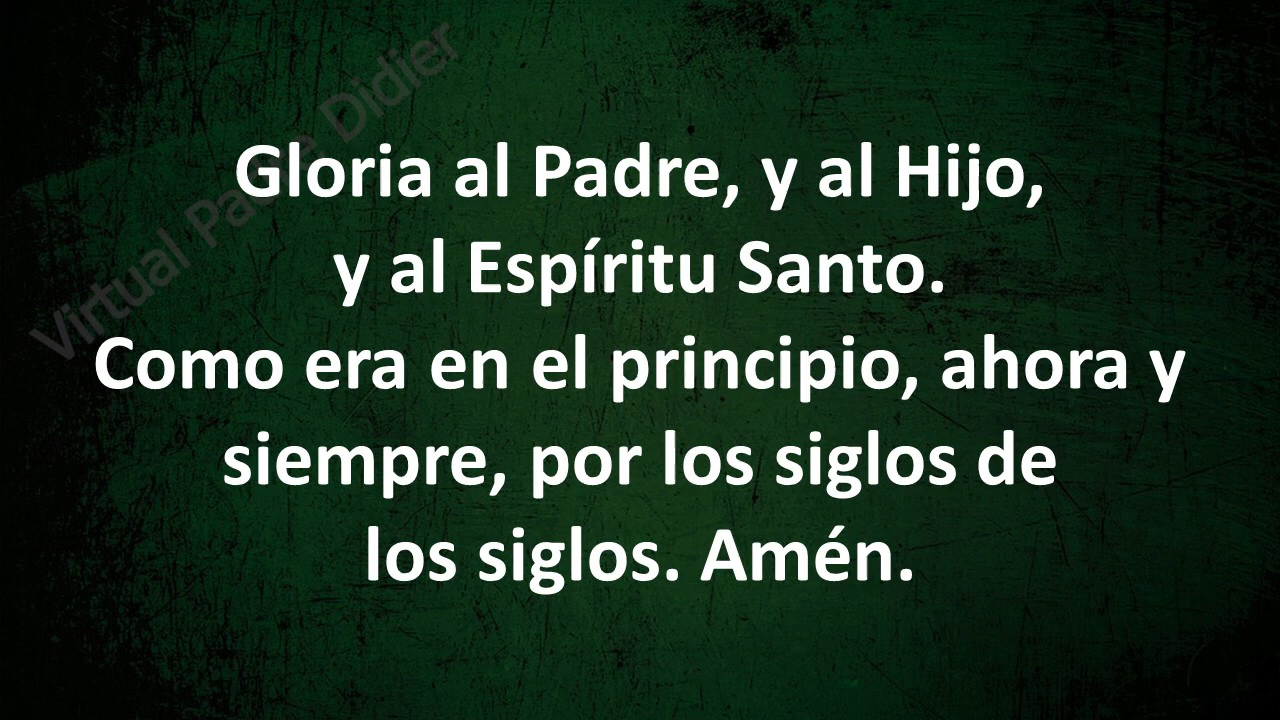 Virtual Padre Didier
Gloria al Padre, y al Hijo,
y al Espíritu Santo.
Como era en el principio, ahora y
siempre, por los siglos de
los siglos. Amén.